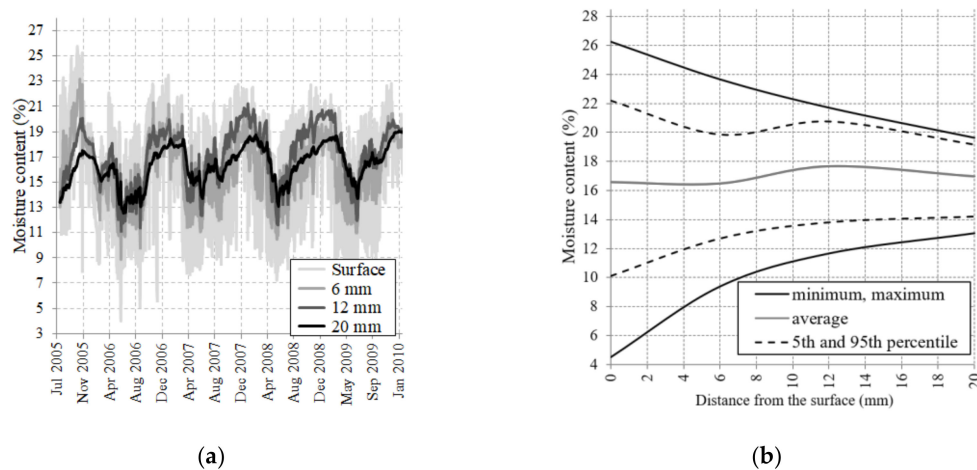 27
25
23
21
19
17
15
13
11
9
7
5
3
Moisture content (%)
Surface
6 mm
12 mm
20 mm
Jul 2005
Nov 2005
Apr 2006
Aug 2006
Dec 2006
Apr 2007
Aug 2007
Dec 2007
Apr 2008
Aug 2008
Dec 2008
May 2009
Sep 2009
Jan 2010
(a)
28
26
24
22
20
18
16
14
12
10
8
6
4
Moisture content (%)
minimum, maximum
average
5th and 95th percentile
0 2 4 6 8 10 12 14 16 18 20
Distance from the surface (mm)
(b)